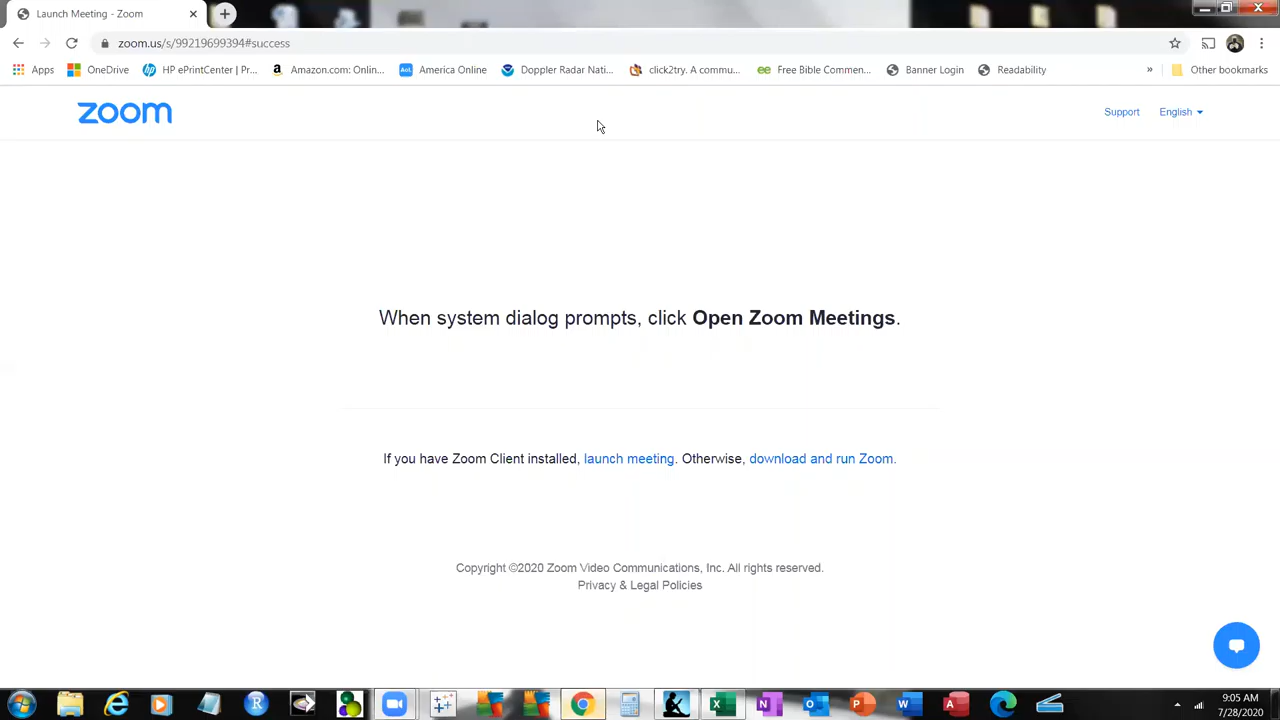 Launch Meeting - Zoom
zoom.us/s/99219699394#success
Apps
OneDrive
HP ePrintCenter | Pr...
Amazon.com: Onlin...
America Online
Doppler Radar Nati...
click2try. A commu...
Free Bible Commen...
Banner Login
Readability
»
Other bookmarks
zoom
Support
English
When system dialog prompts, click Open Zoom Meetings.
If you have Zoom Client installed, launch meeting. Otherwise, download and run Zoom.
Copyright ©2020 Zoom Video Communications, Inc. All rights reserved.
Privacy & Legal Policies
9:05 AM
7/28/2020